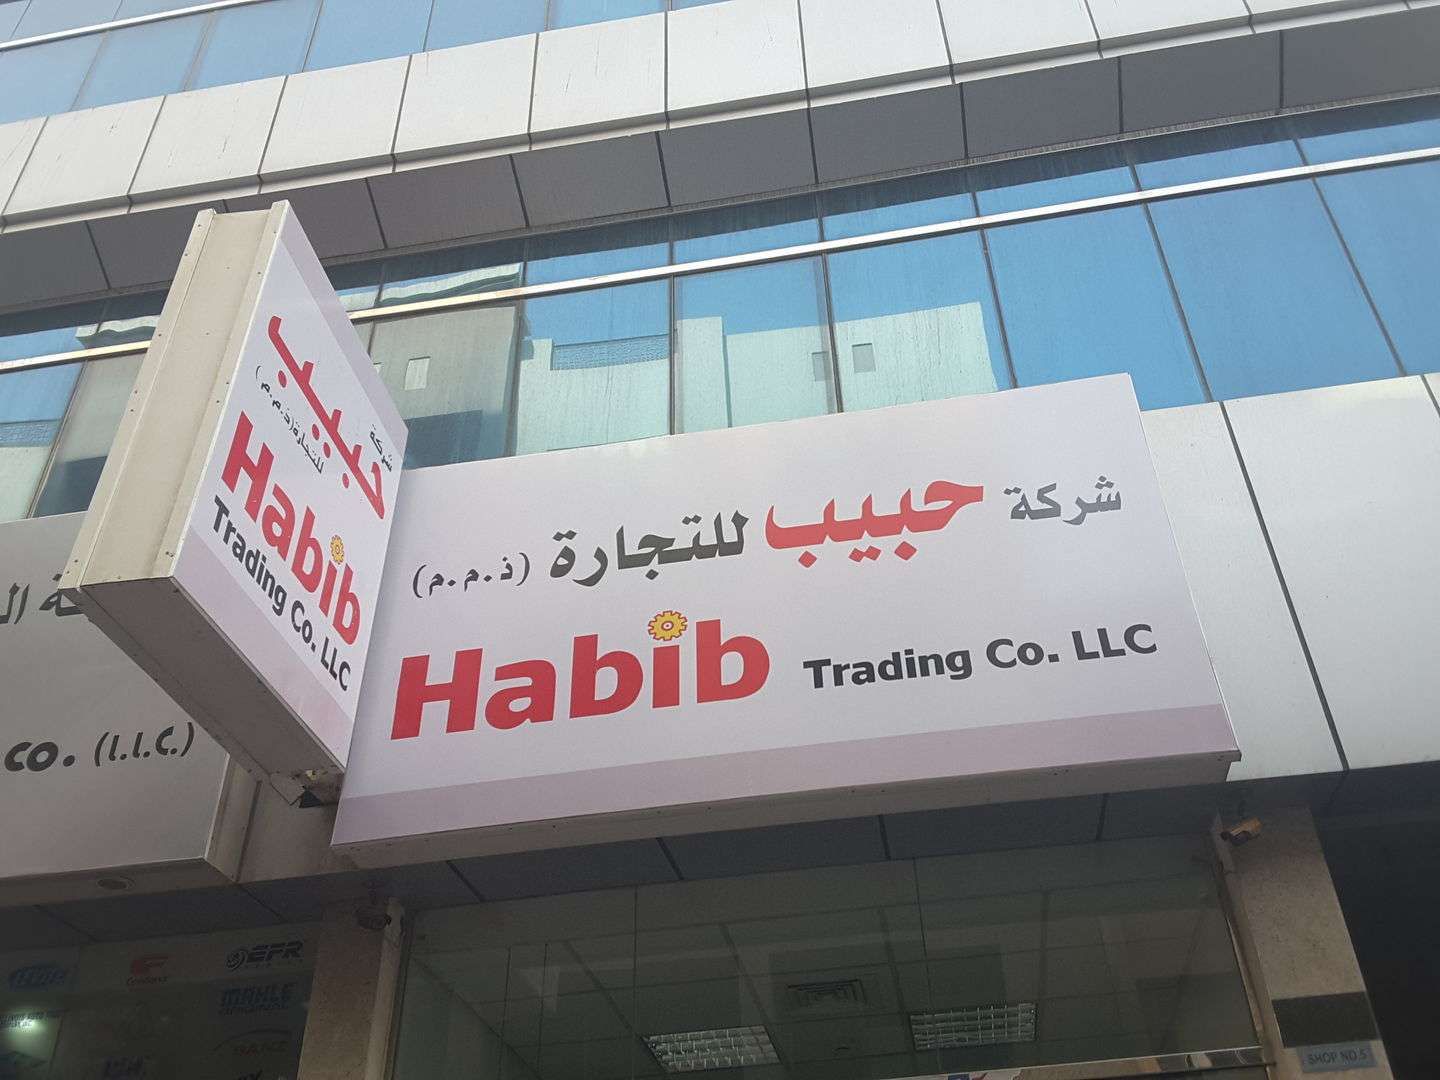 شركة
حبيب
للتجارة (ذ.م.م)
Habib
Trading Co. LLC
شركة حبيب للتجارة (ذ.م.م)
Habib Trading Co. LLC
co. (l.l.c.)
EFR
MAHLE
SHOP NO.5